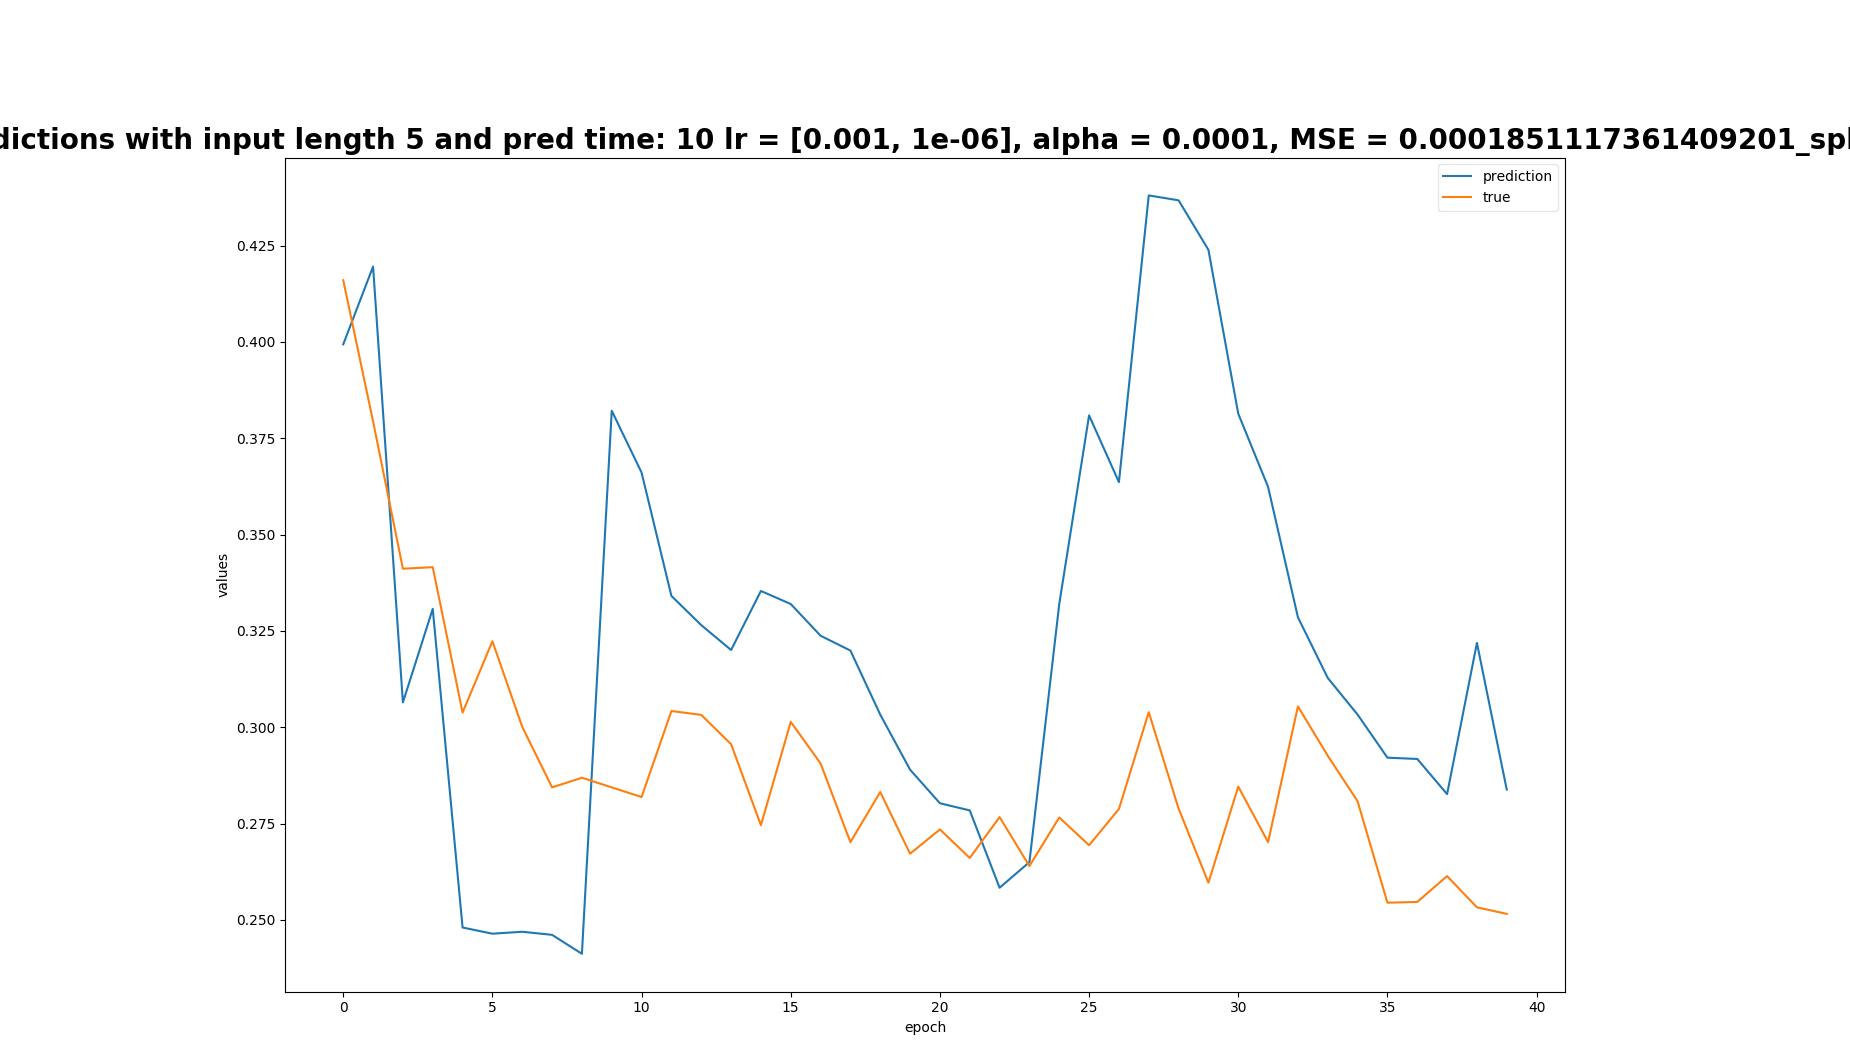 dictions with input length 5 and pred time: 10 lr = [0.001, 1e-06], alpha = 0.0001, MSE = 0.0001851117361409201_spl
prediction
true
0.425
0.400
0.375
0.350
0.325
0.300
0.275
0.250
values
0 5 10 15 20 25 30 35 40
epoch